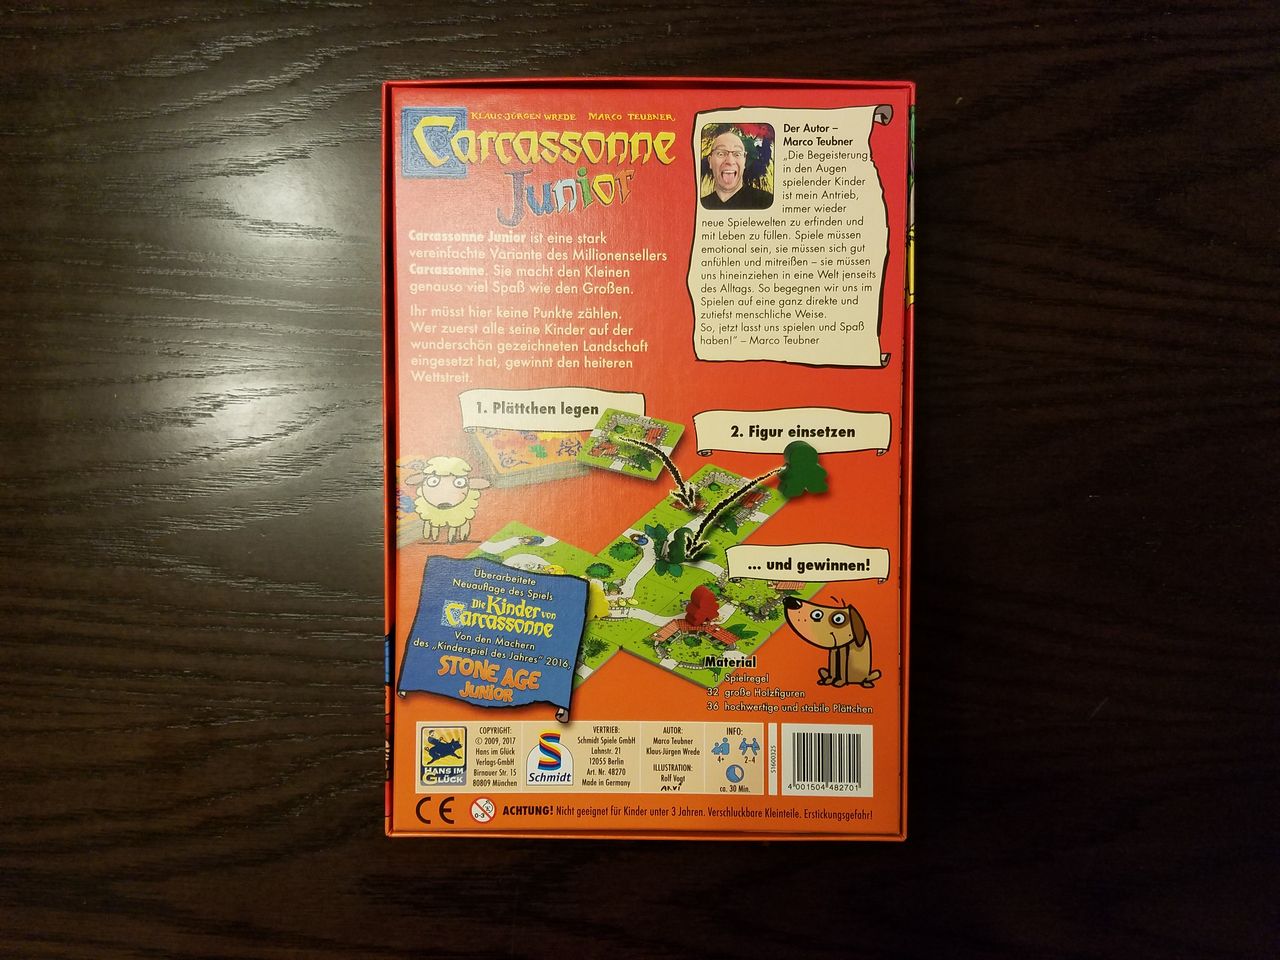 KLAUS-JÜRGEN WREDE MARCO TEUBNER
Carcassonne
Junior
Carcassonne Junior ist eine stark
vereinfachte Variante des Millionensellers
Carcassonne. Sie macht den Kleinen
genauso viel Spaß wie den Großen.
Ihr müsst hier keine Punkte zählen.
Wer zuerst alle seine Kinder auf der
wunderschön gezeichneten Landschaft
eingesetzt hat, gewinnt den heiteren
Wettstreit.
Der Autor –
Marco Teubner
„Die Begeisterung
in den Augen
spielender Kinder
ist mein Antrieb,
immer wieder
neue Spielewelten zu erfinden und
mit Leben zu füllen. Spiele müssen
emotional sein, sie müssen sich gut
anfühlen und mitreißen – sie müssen
uns hineinziehen in eine Welt jenseits
des Alltags. So begegnen wir uns im
Spielen auf eine ganz direkte und
zutiefst menschliche Weise.
So, jetzt lasst uns spielen und Spaß
haben!“ – Marco Teubner
1. Plättchen legen
2. Figur einsetzen
... und gewinnen!
Überarbeitete
Neuauflage des Spiels
Die Kinder von
Carcassonne
Von den Machern
des „Kinderspiel des Jahres“ 2016,
STONE AGE
JUNIOR
Material
1 Spielregel
32 große Holzfiguren
36 hochwertige und stabile Plättchen
HANS IM
GLÜCK
COPYRIGHT:
© 2009, 2017
Hans im Glück
Verlags-GmbH
Birnauer Str. 15
80809 München
Schmidt
VERTRIEB:
Schmidt Spiele GmbH
Lahnstr. 21
12055 Berlin
Art. Nr. 48270
Made in Germany
AUTOR:
Marco Teubner
Klaus-Jürgen Wrede
ILLUSTRATION:
Rolf Vogt
ARVi
INFO:
4+ 2-4
ca. 30 Min.
S1600325
4 001504 482701
CE
0-3
ACHTUNG! Nicht geeignet für Kinder unter 3 Jahren. Verschluckbare Kleinteile. Erstickungsgefahr!